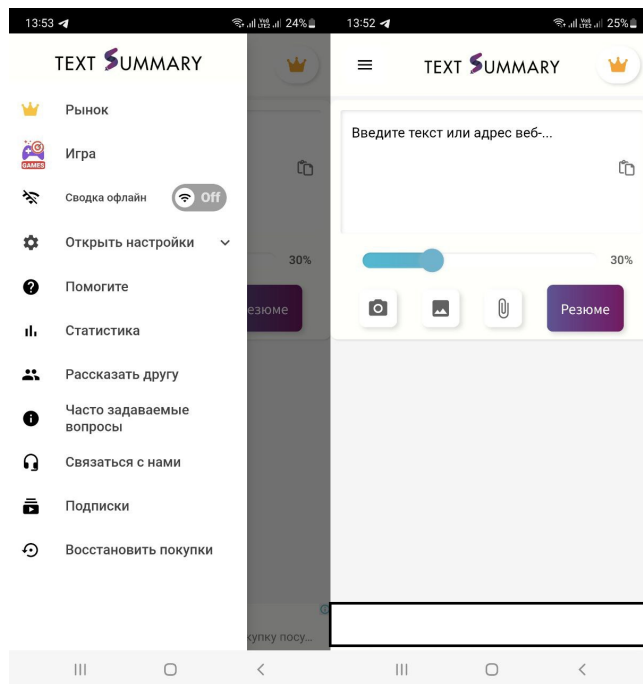 13:53
24%
TEXT SUMMARY
Рынок
GAMES
Игра
Сводка офлайн
Off
Открыть настройки
30%
Помогите
езюме
Статистика
Рассказать другу
Часто задаваемые
вопросы
Связаться с нами
Подписки
Восстановить покупки
купку посу...
13:52
25%
TEXT SUMMARY
Введите текст или адрес веб-...
30%
Резюме